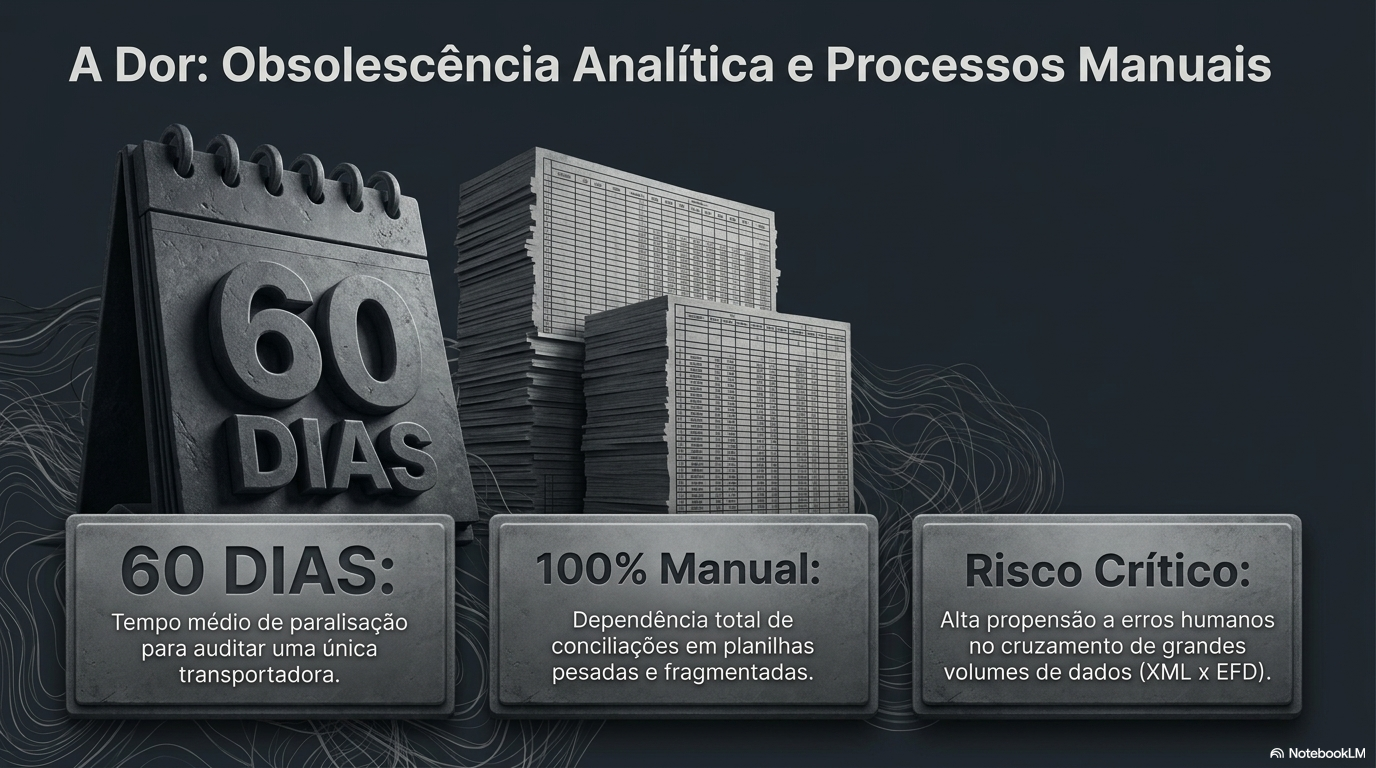 A Dor: Obsolescência Analítica e Processos Manuais
60
DIAS
60 DIAS:
Tempo médio de paralisação
para auditar uma única
transportadora.
100% Manual:
Dependência total de
conciliações em planilhas
pesadas e fragmentadas.
Risco Crítico:
Alta propensão a erros humanos
no cruzamento de grandes
volumes de dados (XML x EFD).
NotebookLM